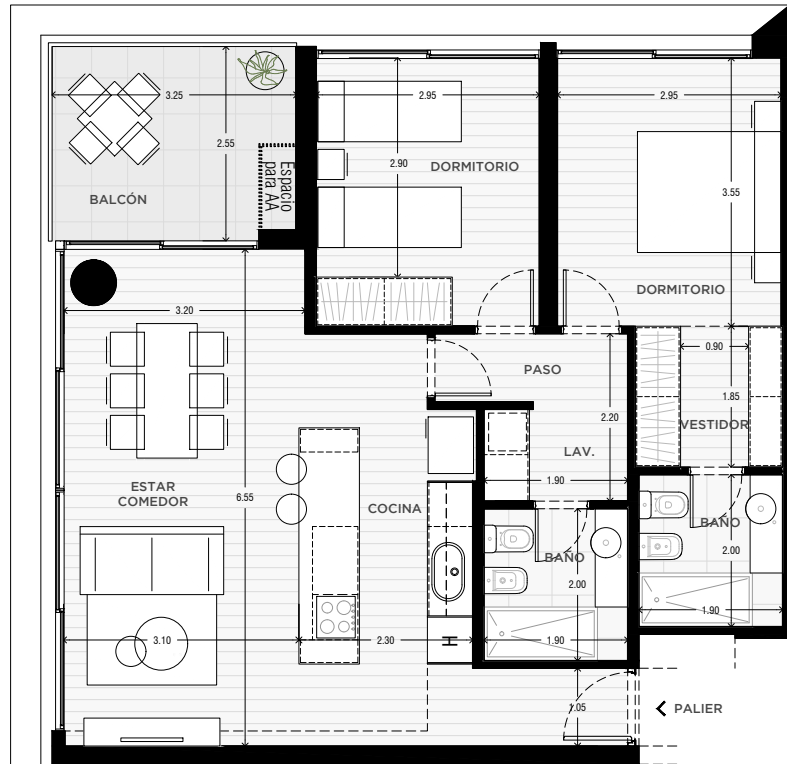 3.25
2.95
2.95
2.55
2.90
DORMITORIO
Espacio
para AA
BALCÓN
3.55
DORMITORIO
3.20
0.90
PASO
1.85
2.20
VESTIDOR
LAV.
1.90
ESTAR
COMEDOR
6.55
COCINA
BAÑO
2.00
BAÑO
2.00
1.90
3.10
2.30
1.90
H
1.05
PALIER